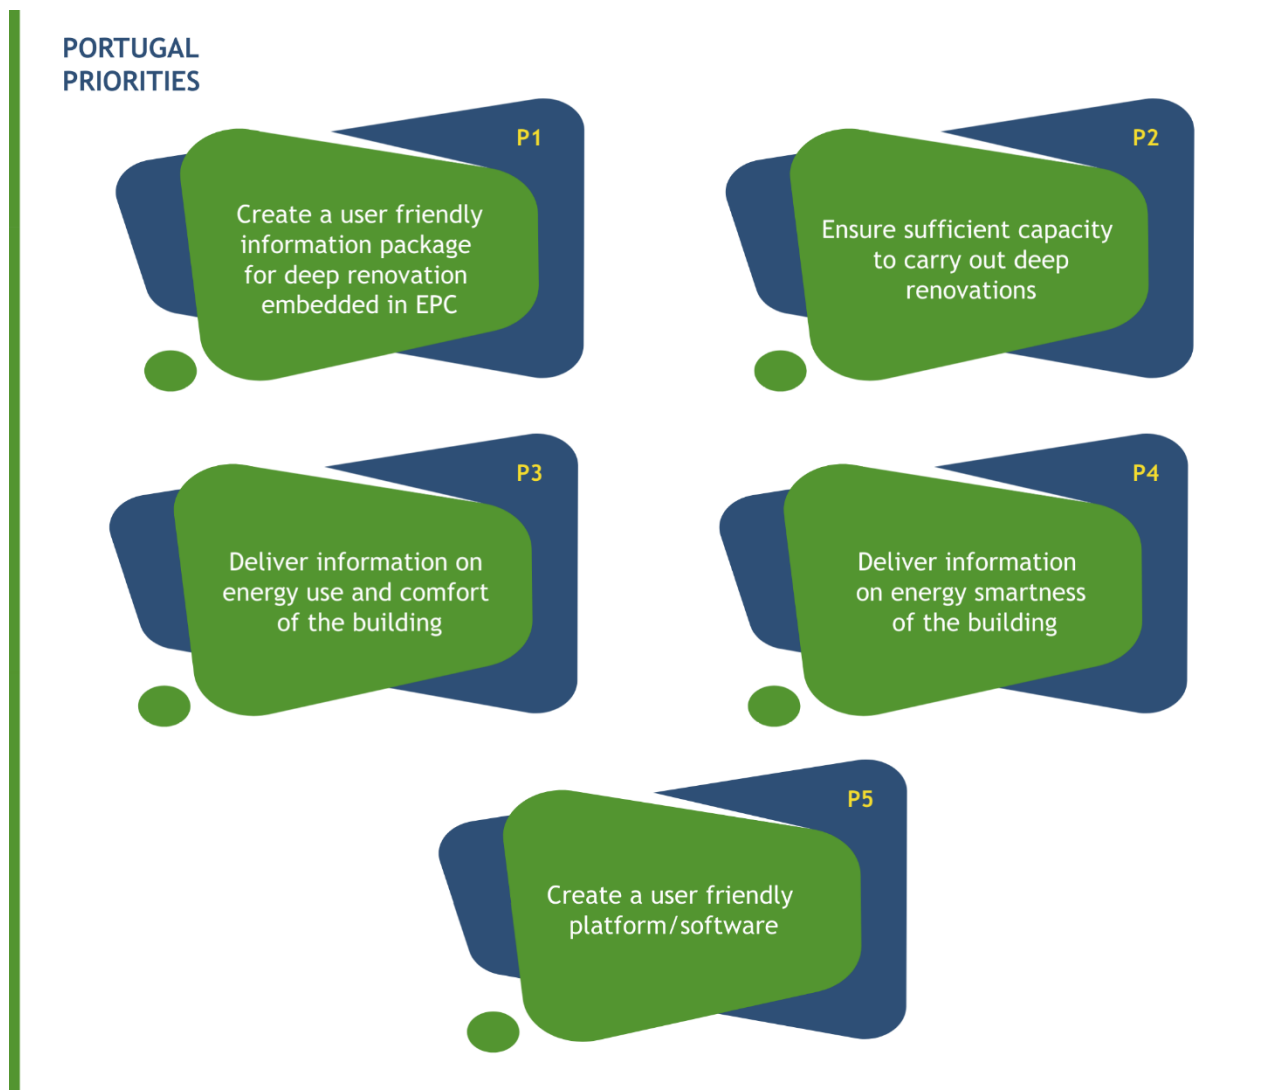 PORTUGAL
PRIORITIES
P1
Create a user friendly
information package
for deep renovation
embedded in EPC
P2
Ensure sufficient capacity
to carry out deep
renovations
P3
Deliver information on
energy use and comfort
of the building
P4
Deliver information
on energy smartness
of the building
P5
Create a user friendly
platform/software